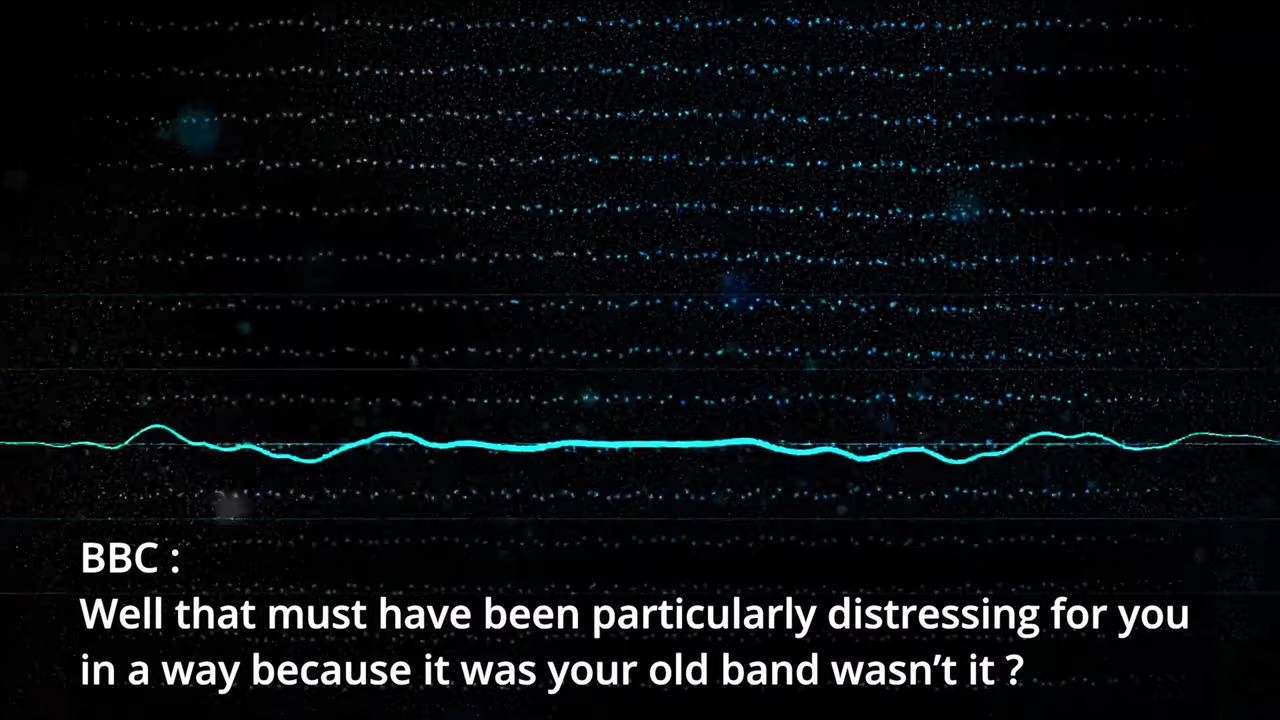 BBC :
Well that must have been particularly distressing for you
in a way because it was your old band wasn’t it ?